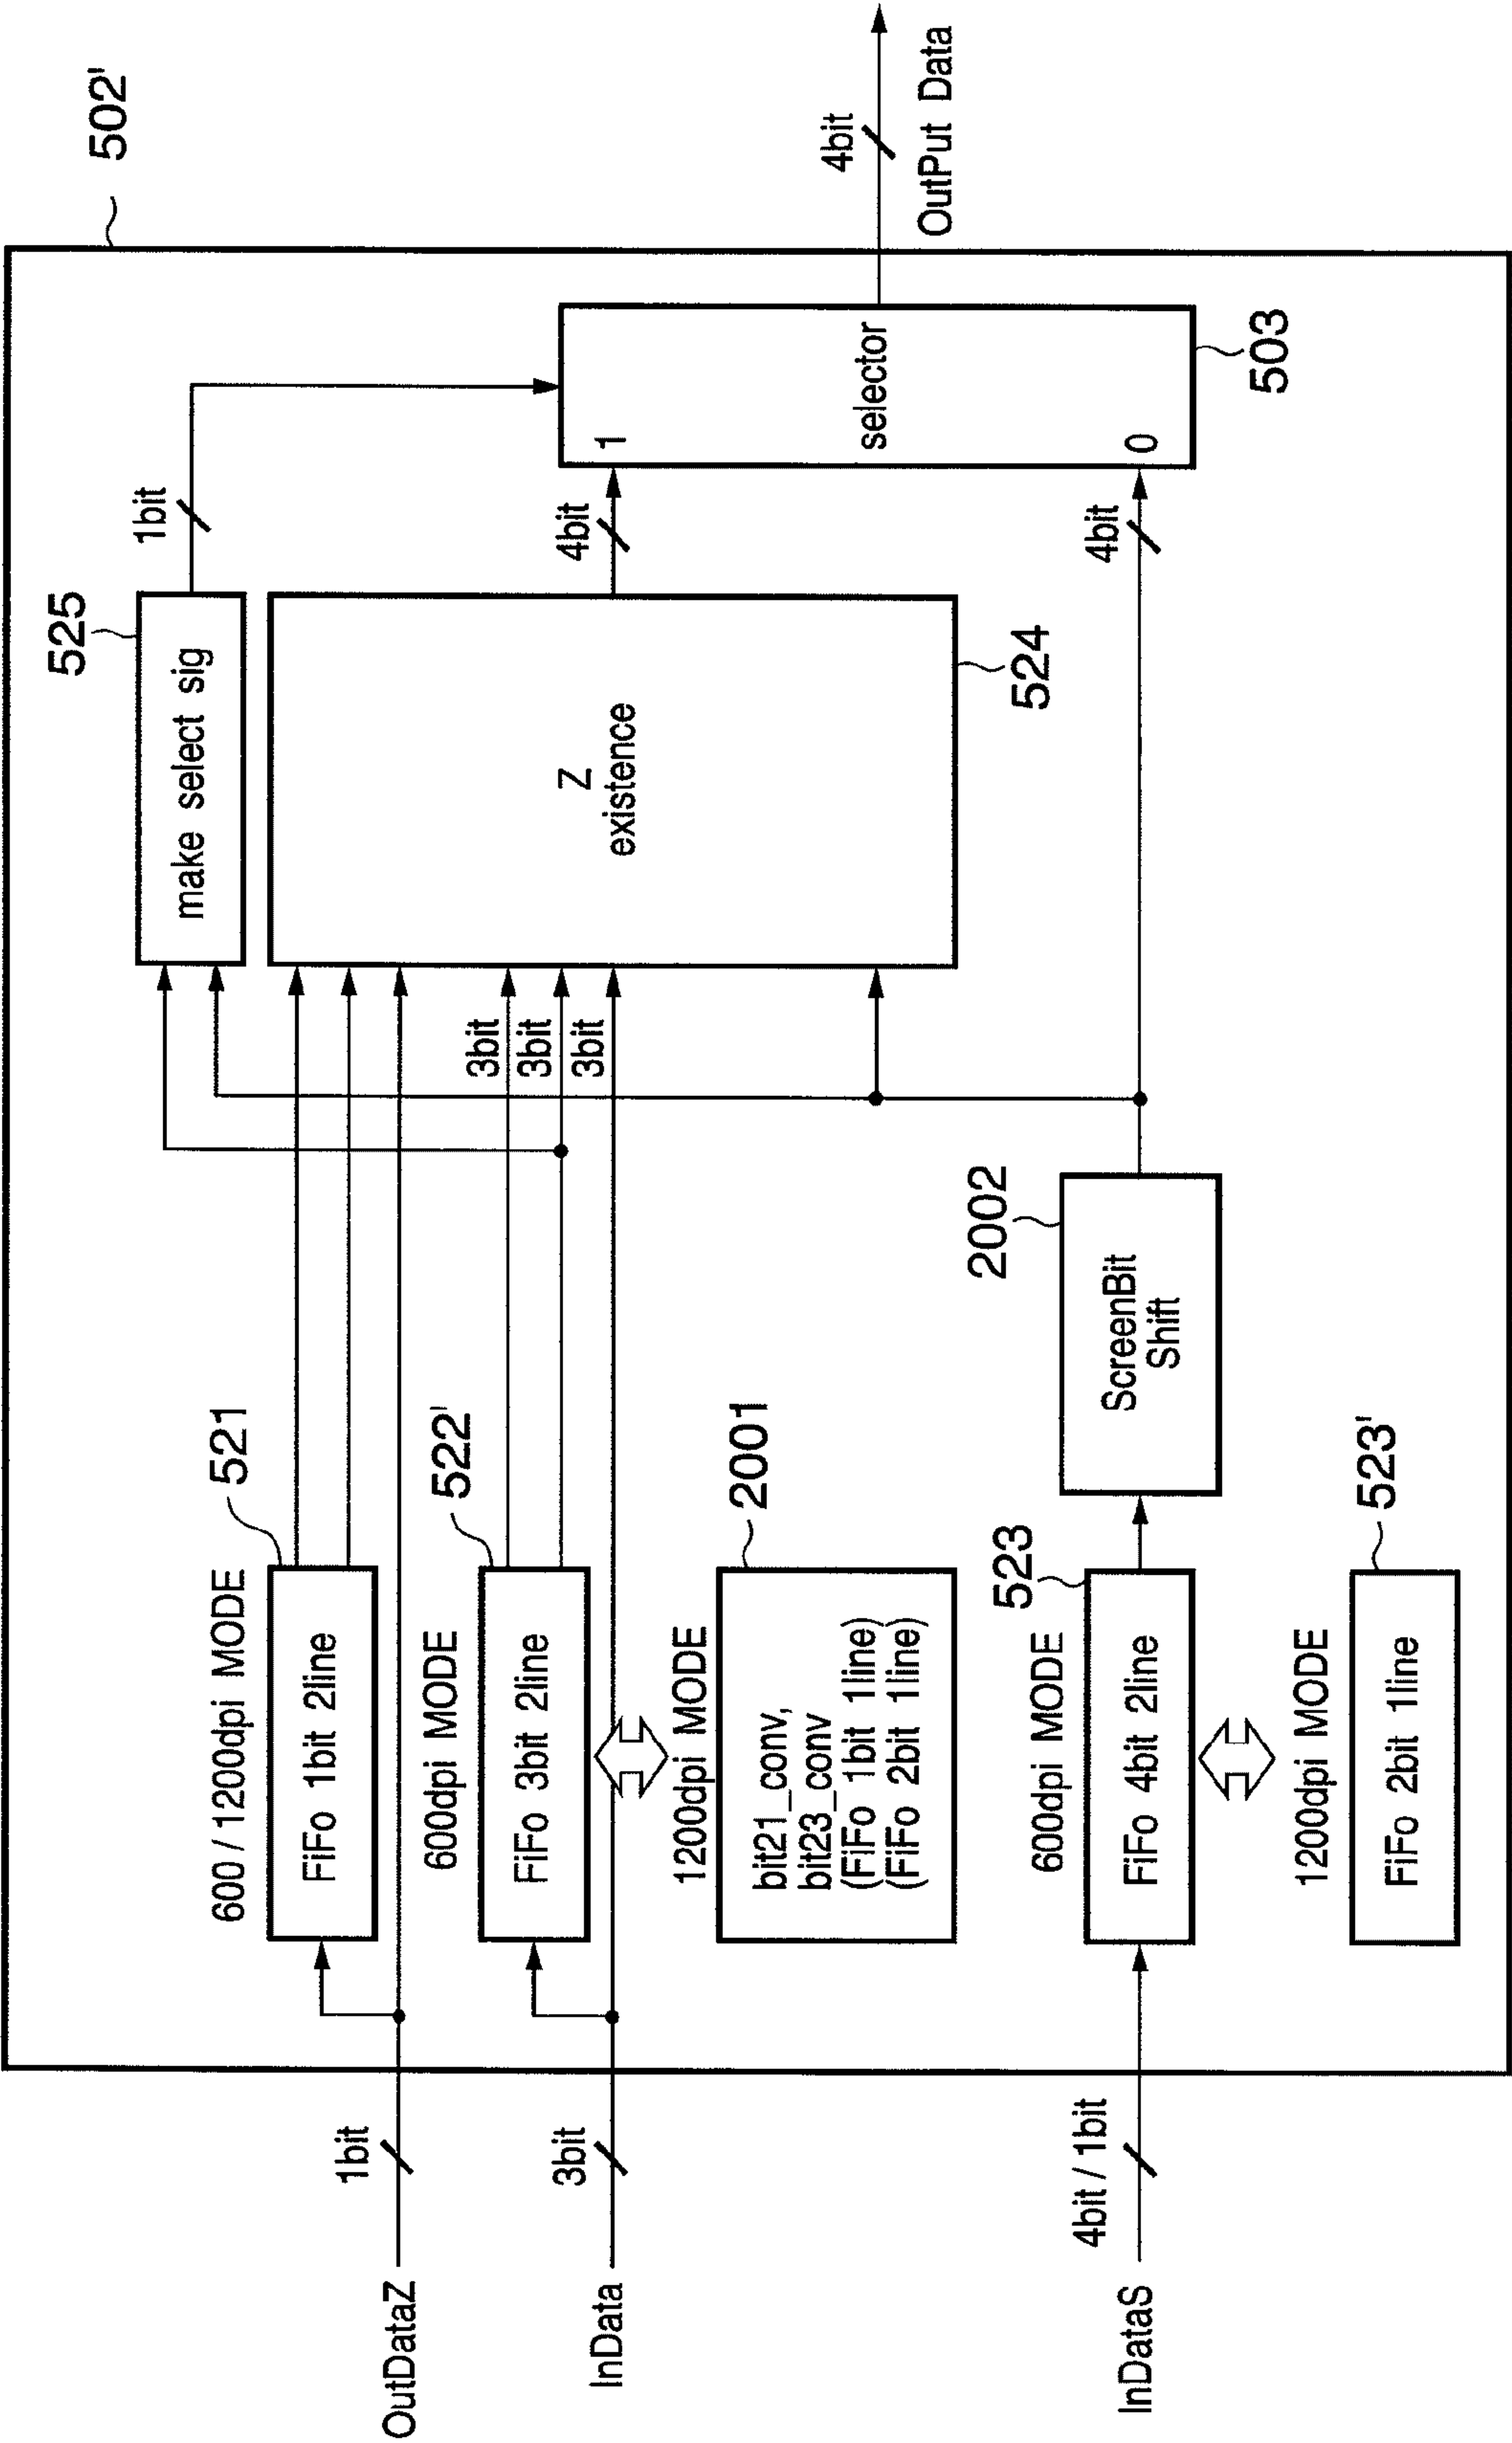 502'
600 / 1200dpi MODE
521
FiFo 1bit 2line
525
make select sig
1bit
OutDataZ
1bit
600dpi MODE
522'
FiFo 3bit 2line
3bit
3bit
3bit
Z
existence
524
4bit
1
selector
0
503
4bit
OutPut Data
InData
3bit
1200dpi MODE
2001
bit21_conv,
bit23_conv
(FiFo 1bit 1line)
(FiFo 2bit 1line)
InDataS
4bit / 1bit
600dpi MODE
523
FiFo 4bit 2line
2002
ScreenBit
Shift
4bit
1200dpi MODE
523'
FiFo 2bit 1line